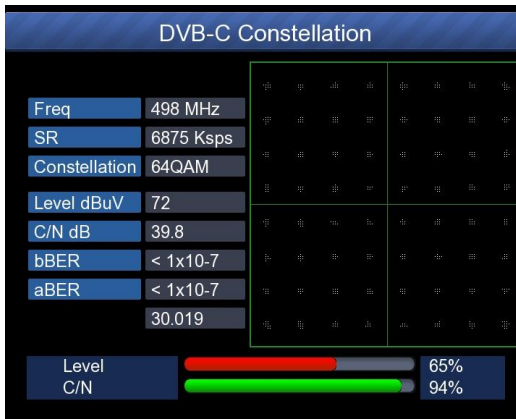 DVB-C Constellation
Freq 498 MHz
SR 6875 Ksps
Constellation 64QAM
Level dBuV 72
C/N dB 39.8
bBER < 1x10-7
aBER < 1x10-7
30.019
Level 65%
C/N 94%